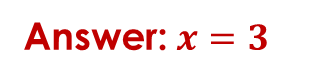 Answer: x = 3